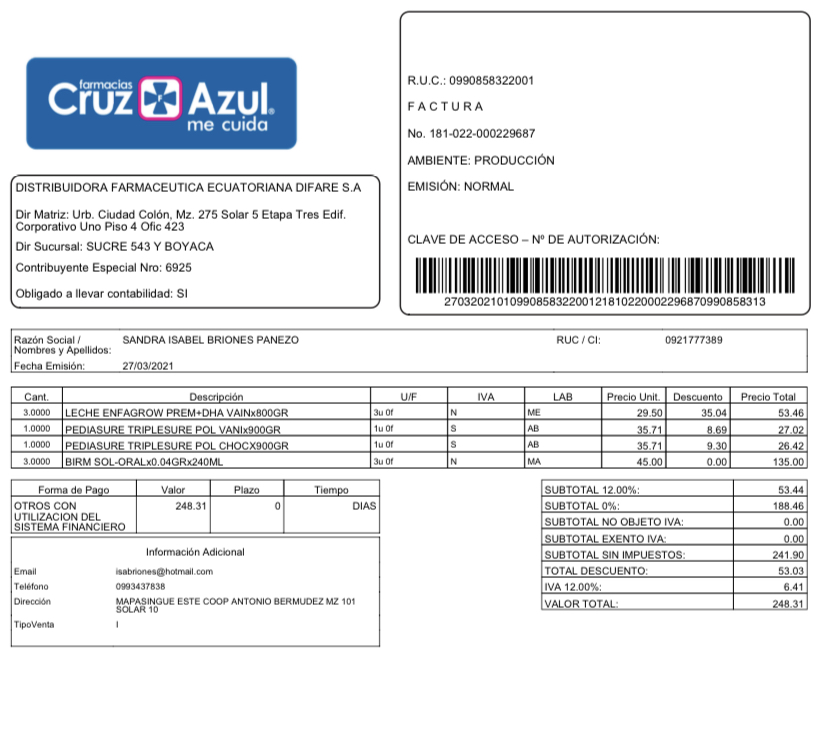 farmacias
Cruz Azul®
me cuida
R.U.C.: 0990858322001
F A C T U R A
No. 181-022-000229687
AMBIENTE: PRODUCCIÓN
EMISIÓN: NORMAL
CLAVE DE ACCESO – Nº DE AUTORIZACIÓN:
2703202101099085832200121810220002296870990858313
DISTRIBUIDORA FARMACEUTICA ECUATORIANA DIFARE S.A
Dir Matriz: Urb. Ciudad Colón, Mz. 275 Solar 5 Etapa Tres Edif.
Corporativo Uno Piso 4 Ofic 423
Dir Sucursal: SUCRE 543 Y BOYACA
Contribuyente Especial Nro: 6925
Obligado a llevar contabilidad: SI
Razón Social / Nombres y Apellidos: SANDRA ISABEL BRIONES PANEZO RUC / CI: 0921777389
Fecha Emisión: 27/03/2021
Cant. Descripción U/F IVA LAB Precio Unit. Descuento Precio Total
3.0000 LECHE ENFAGROW PREM+DHA VAINx800GR 3u 0f N ME 29.50 35.04 53.46
1.0000 PEDIASURE TRIPLESURE POL VANIx900GR 1u 0f S AB 35.71 8.69 27.02
1.0000 PEDIASURE TRIPLESURE POL CHOCX900GR 1u 0f S AB 35.71 9.30 26.42
3.0000 BIRM SOL-ORALx0.04GRx240ML 3u 0f N MA 45.00 0.00 135.00
Forma de Pago Valor Plazo Tiempo
OTROS CON 248.31 0 DIAS
UTILIZACION DEL
SISTEMA FINANCIERO
Información Adicional
Email isabriones@hotmail.com
Teléfono 0993437838
Dirección MAPASINGUE ESTE COOP ANTONIO BERMUDEZ MZ 101
SOLAR 10
TipoVenta I
SUBTOTAL 12.00%: 53.44
SUBTOTAL 0%: 188.46
SUBTOTAL NO OBJETO IVA: 0.00
SUBTOTAL EXENTO IVA: 0.00
SUBTOTAL SIN IMPUESTOS: 241.90
TOTAL DESCUENTO: 53.03
IVA 12.00%: 6.41
VALOR TOTAL: 248.31